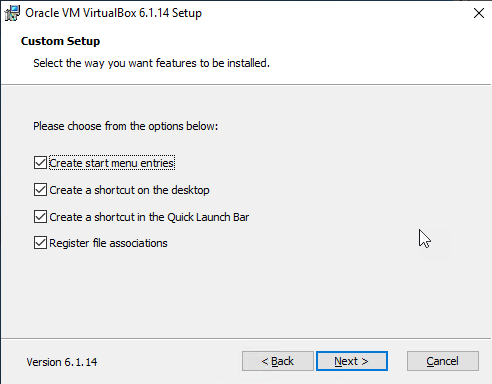 Oracle VM VirtualBox 6.1.14 Setup
Custom Setup
Select the way you want features to be installed.
Please choose from the options below:
Create start menu entries
Create a shortcut on the desktop
Create a shortcut in the Quick Launch Bar
Register file associations
Version 6.1.14
< Back
Next >
Cancel